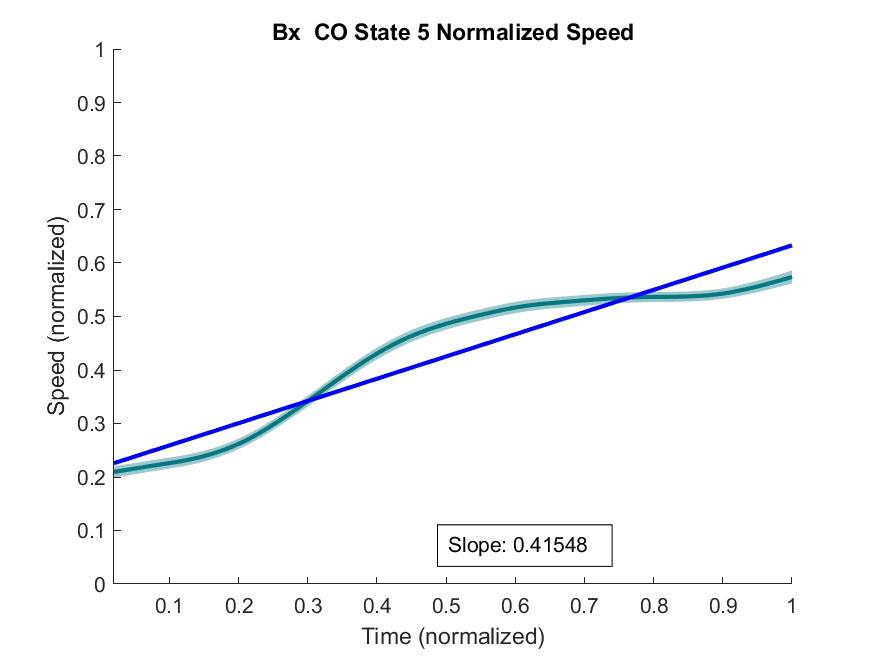 Bx  CO State 5 Normalized Speed
1
0.9
0.8
0.7
0.6
0.5
0.4
0.3
0.2
0.1
0
Speed (normalized)
Slope: 0.41548
0.1 0.2 0.3 0.4 0.5 0.6 0.7 0.8 0.9 1
Time (normalized)